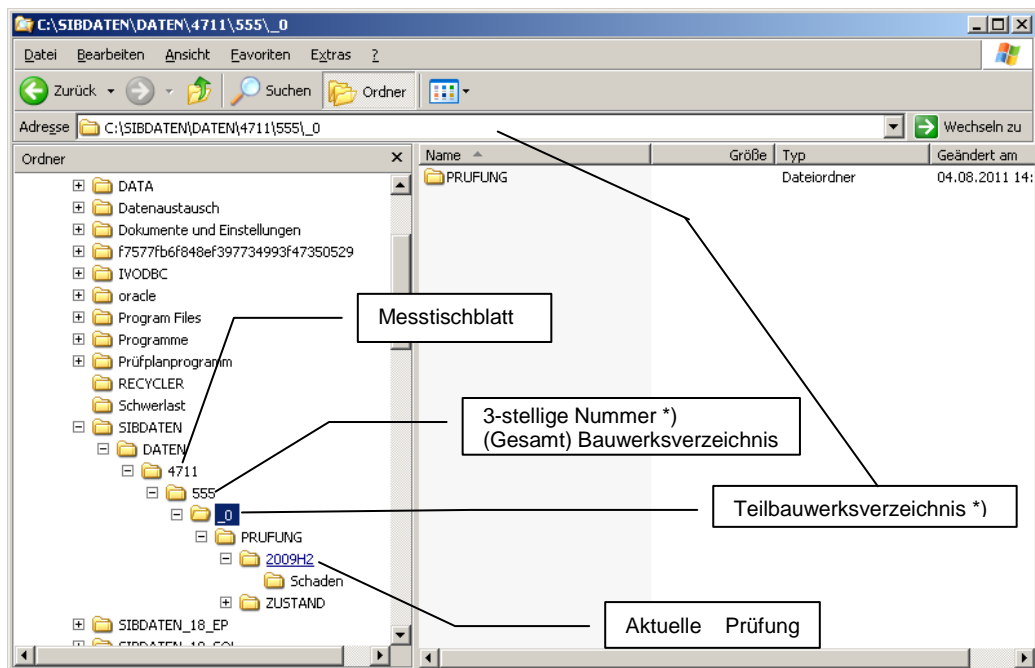 C:\SIBDATEN\DATEN\4711\555\_0
Datei Bearbeiten Ansicht Favoriten Extras ?
Zurück Suchen Ordner
Adresse C:\SIBDATEN\DATEN\4711\555\_0 Wechseln zu
Ordner x Name Größe Typ Geändert am
PRUFUNG Dateiordner 04.08.2011 14:
DATA
Datenaustausch
Dokumente und Einstellungen
f7577fb6f848ef397734993f47350529
IVODBC
oracle
Program Files
Programme
Prüfplanprogramm
RECYCLER
Schwerlast
SIBDATEN
DATEN
4711
555
_0
PRUFUNG
2009H2
Schaden
ZUSTAND
SIBDATEN_18_EP
Messtischblatt
3-stellige Nummer *)
(Gesamt) Bauwerksverzeichnis
Teilbauwerksverzeichnis *)
Aktuelle Prüfung